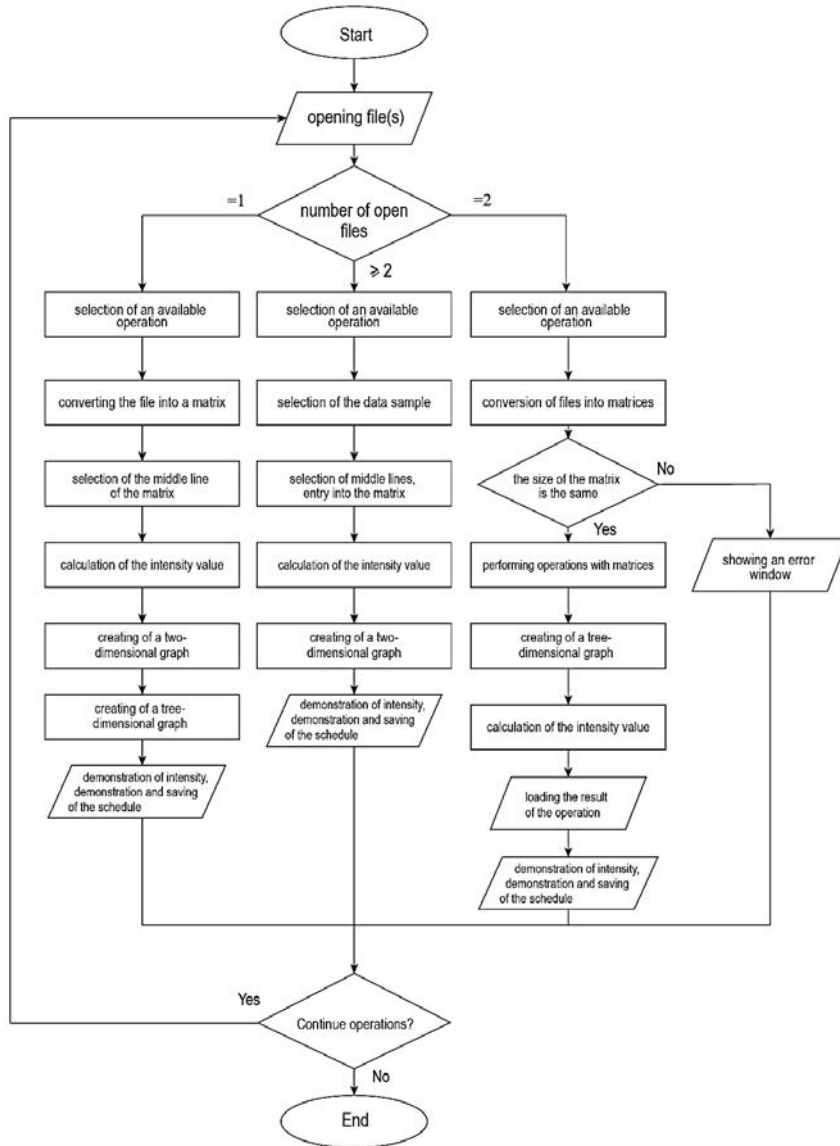 Start
opening file(s)
=1
number of open
files
=2
⩾ 2
selection of an available
operation
selection of an available
operation
selection of an available
operation
converting the file into a matrix
selection of the data sample
conversion of files into matrices
selection of the middle line
of the matrix
selection of middle lines,
entry into the matrix
the size of the matrix
is the same
No
Yes
calculation of the intensity value
calculation of the intensity value
performing operations with matrices
showing an error
window
creating of a two-
dimensional graph
creating of a two-
dimensional graph
creating of a tree-
dimensional graph
creating of a tree-
dimensional graph
demonstration of intensity,
demonstration and saving
of the schedule
calculation of the intensity value
demonstration of intensity,
demonstration and saving
of the schedule
loading the result
of the operation
demonstration of intensity,
demonstration and saving
of the schedule
Yes
Continue operations?
No
End